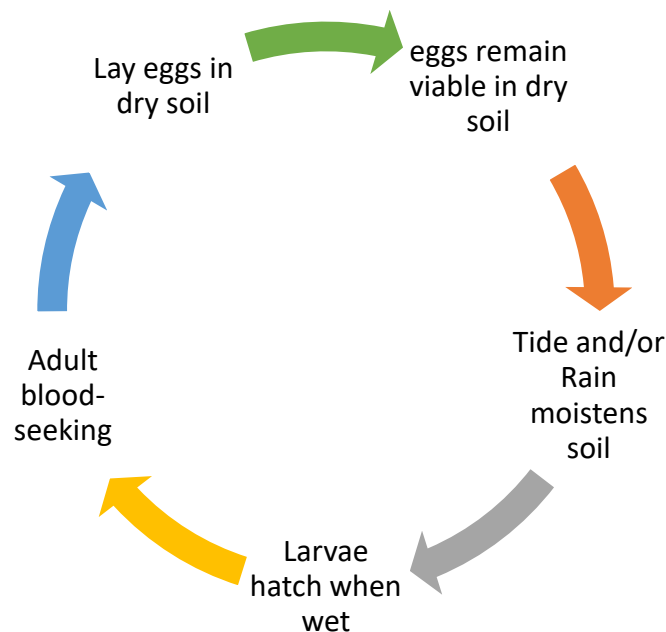 Lay eggs in
dry soil
eggs remain
viable in dry
soil
Tide and/or
Rain
moistens
soil
Larvae
hatch when
wet
Adult
blood-
seeking